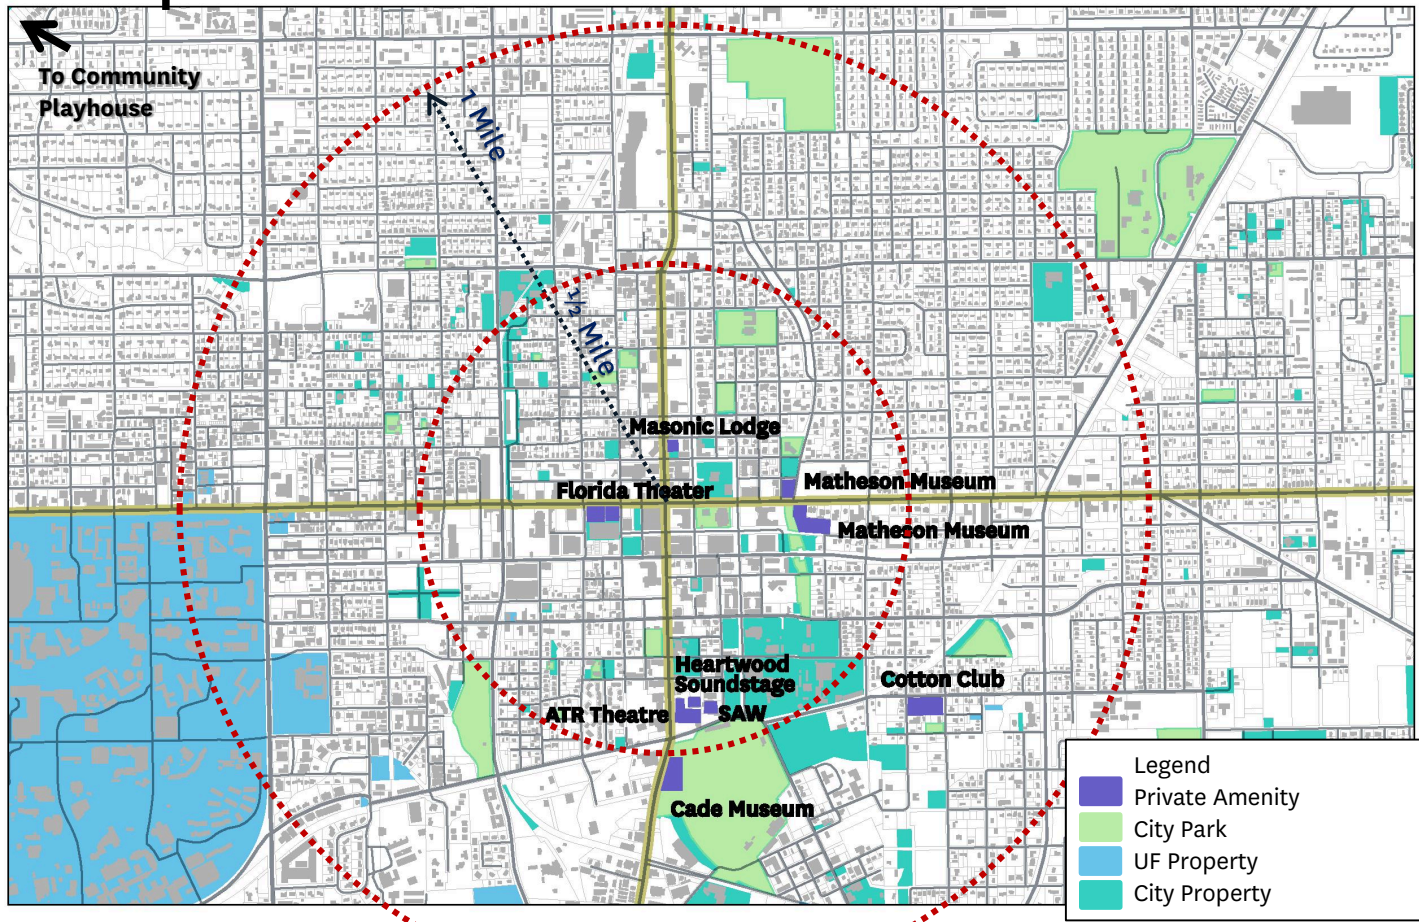 To Community
Playhouse
1 Mile
1/2 Mile
Masonic Lodge
Florida Theater
Matheson Museum
Matheson Museum
Heartwood
Soundstage
Cotton Club
ATR Theatre
SAW
Cade Museum
Legend
Private Amenity
City Park
UF Property
City Property